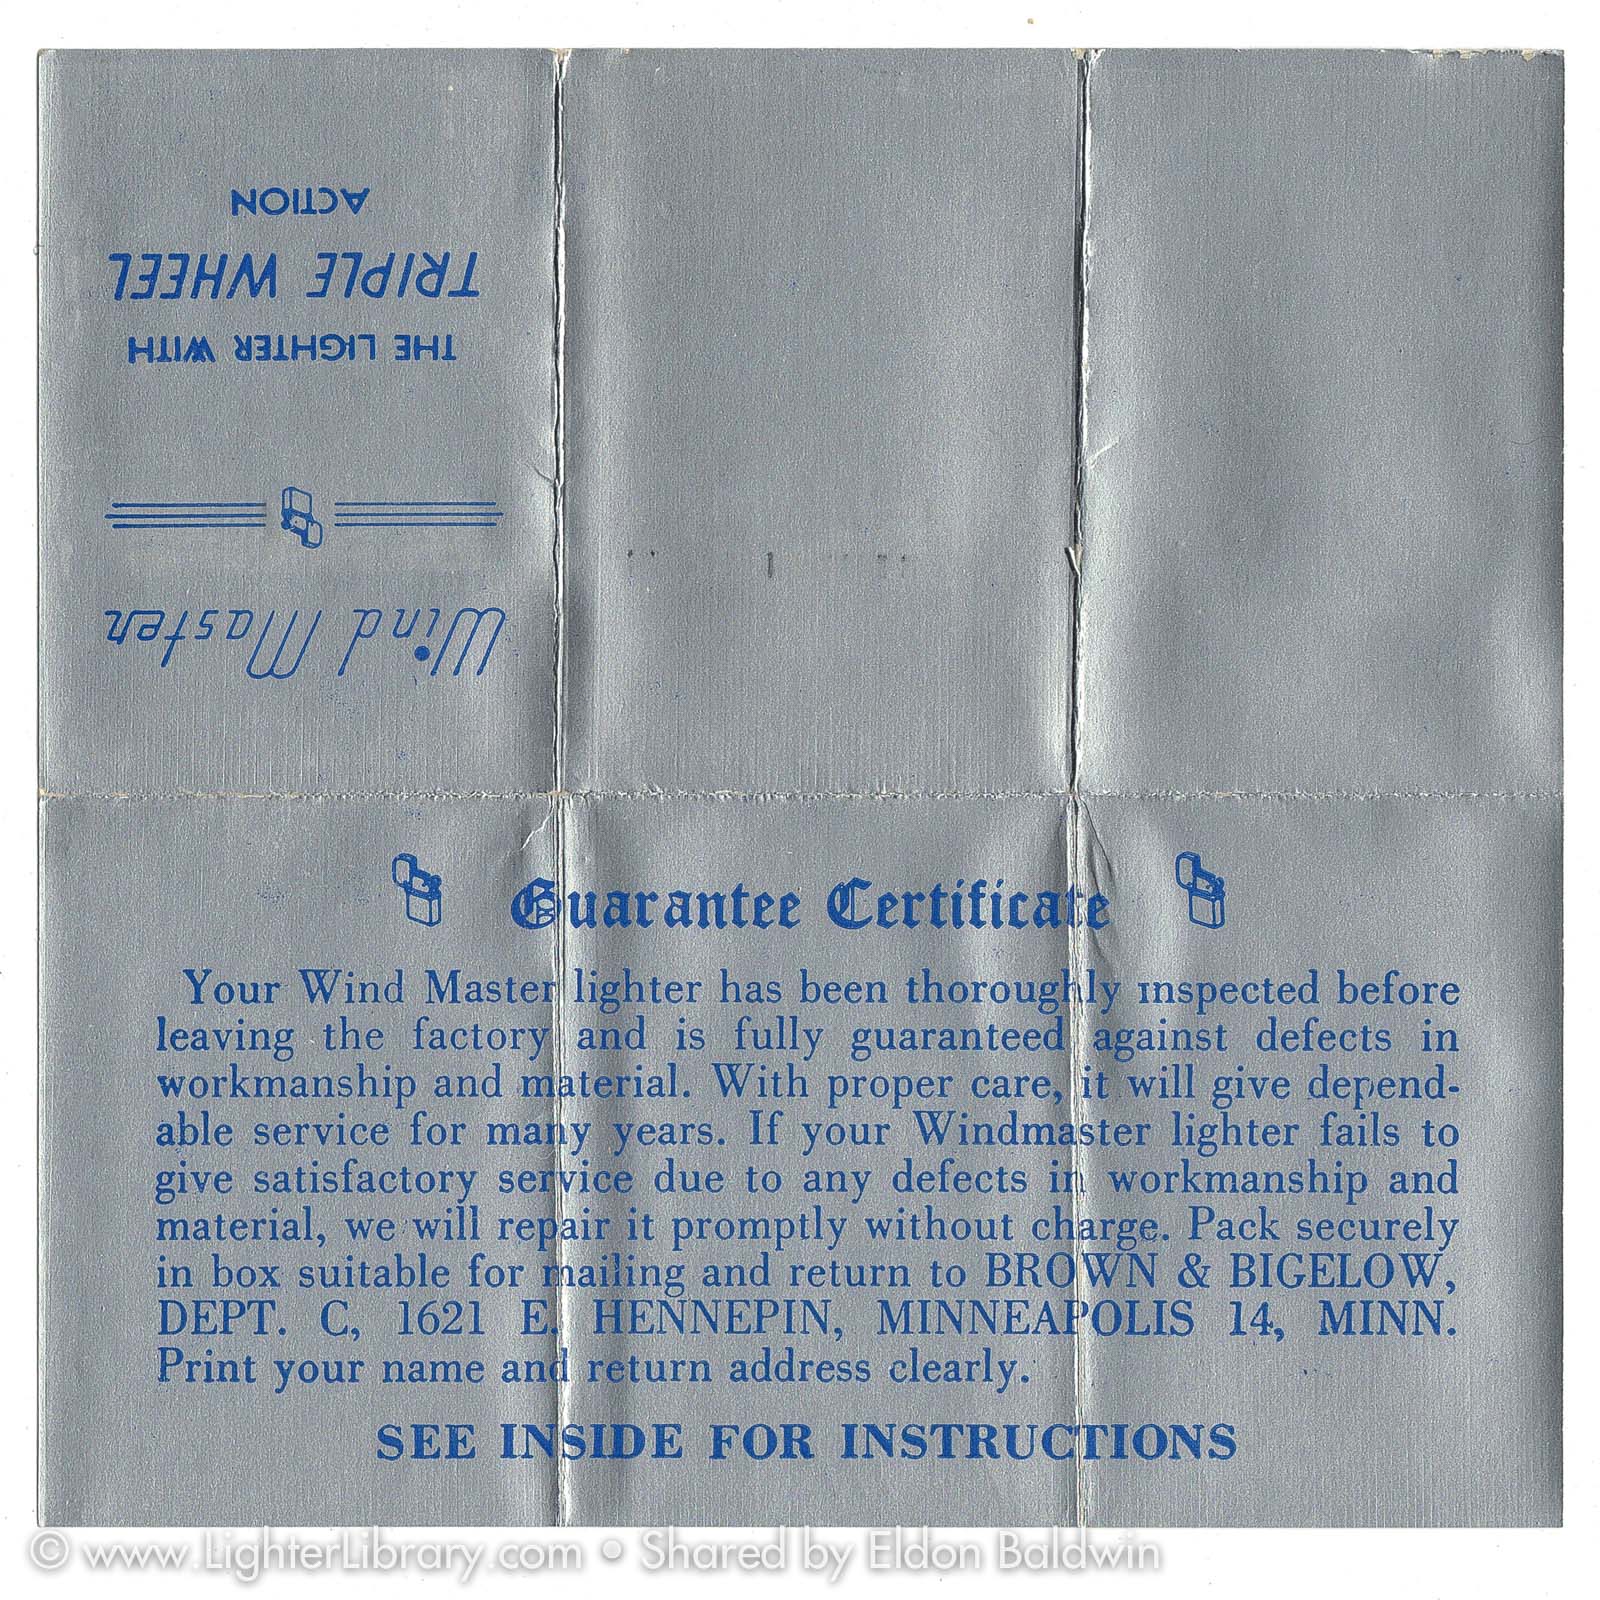 Wind Master
THE LIGHTER WITH
TRIPLE WHEEL
ACTION
Guarantee Certificate
Your Wind Master lighter has been thoroughly inspected before
leaving the factory and is fully guaranteed against defects in
workmanship and material. With proper care, it will give depend-
able service for many years. If your Windmaster lighter fails to
give satisfactory service due to any defects in workmanship and
material, we will repair it promptly without charge. Pack securely
in box suitable for mailing and return to BROWN & BIGELOW,
DEPT. C, 1621 E. HENNEPIN, MINNEAPOLIS 14, MINN.
Print your name and return address clearly.
SEE INSIDE FOR INSTRUCTIONS
© www.LighterLibrary.com • Shared by Eldon Baldwin